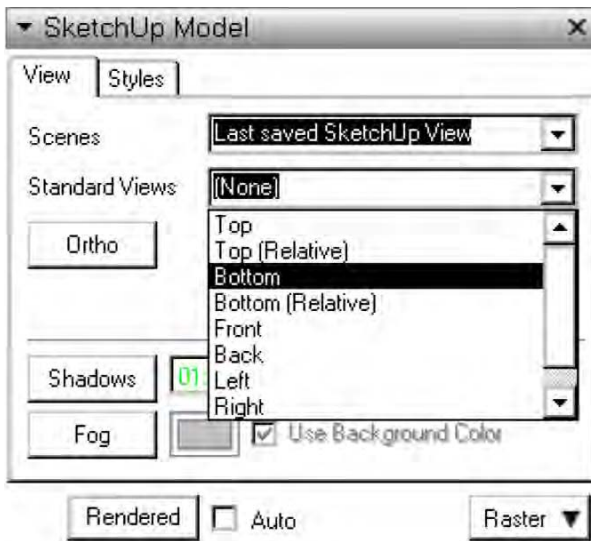 SketchUp Model
View Styles
Scenes Last saved SketchUp View
Standard Views (None)
Top
Ortho Top (Relative)
Bottom
Bottom (Relative)
Front
Back
Shadows 01: Left
Right
Fog Use Background Color
Rendered Auto Raster